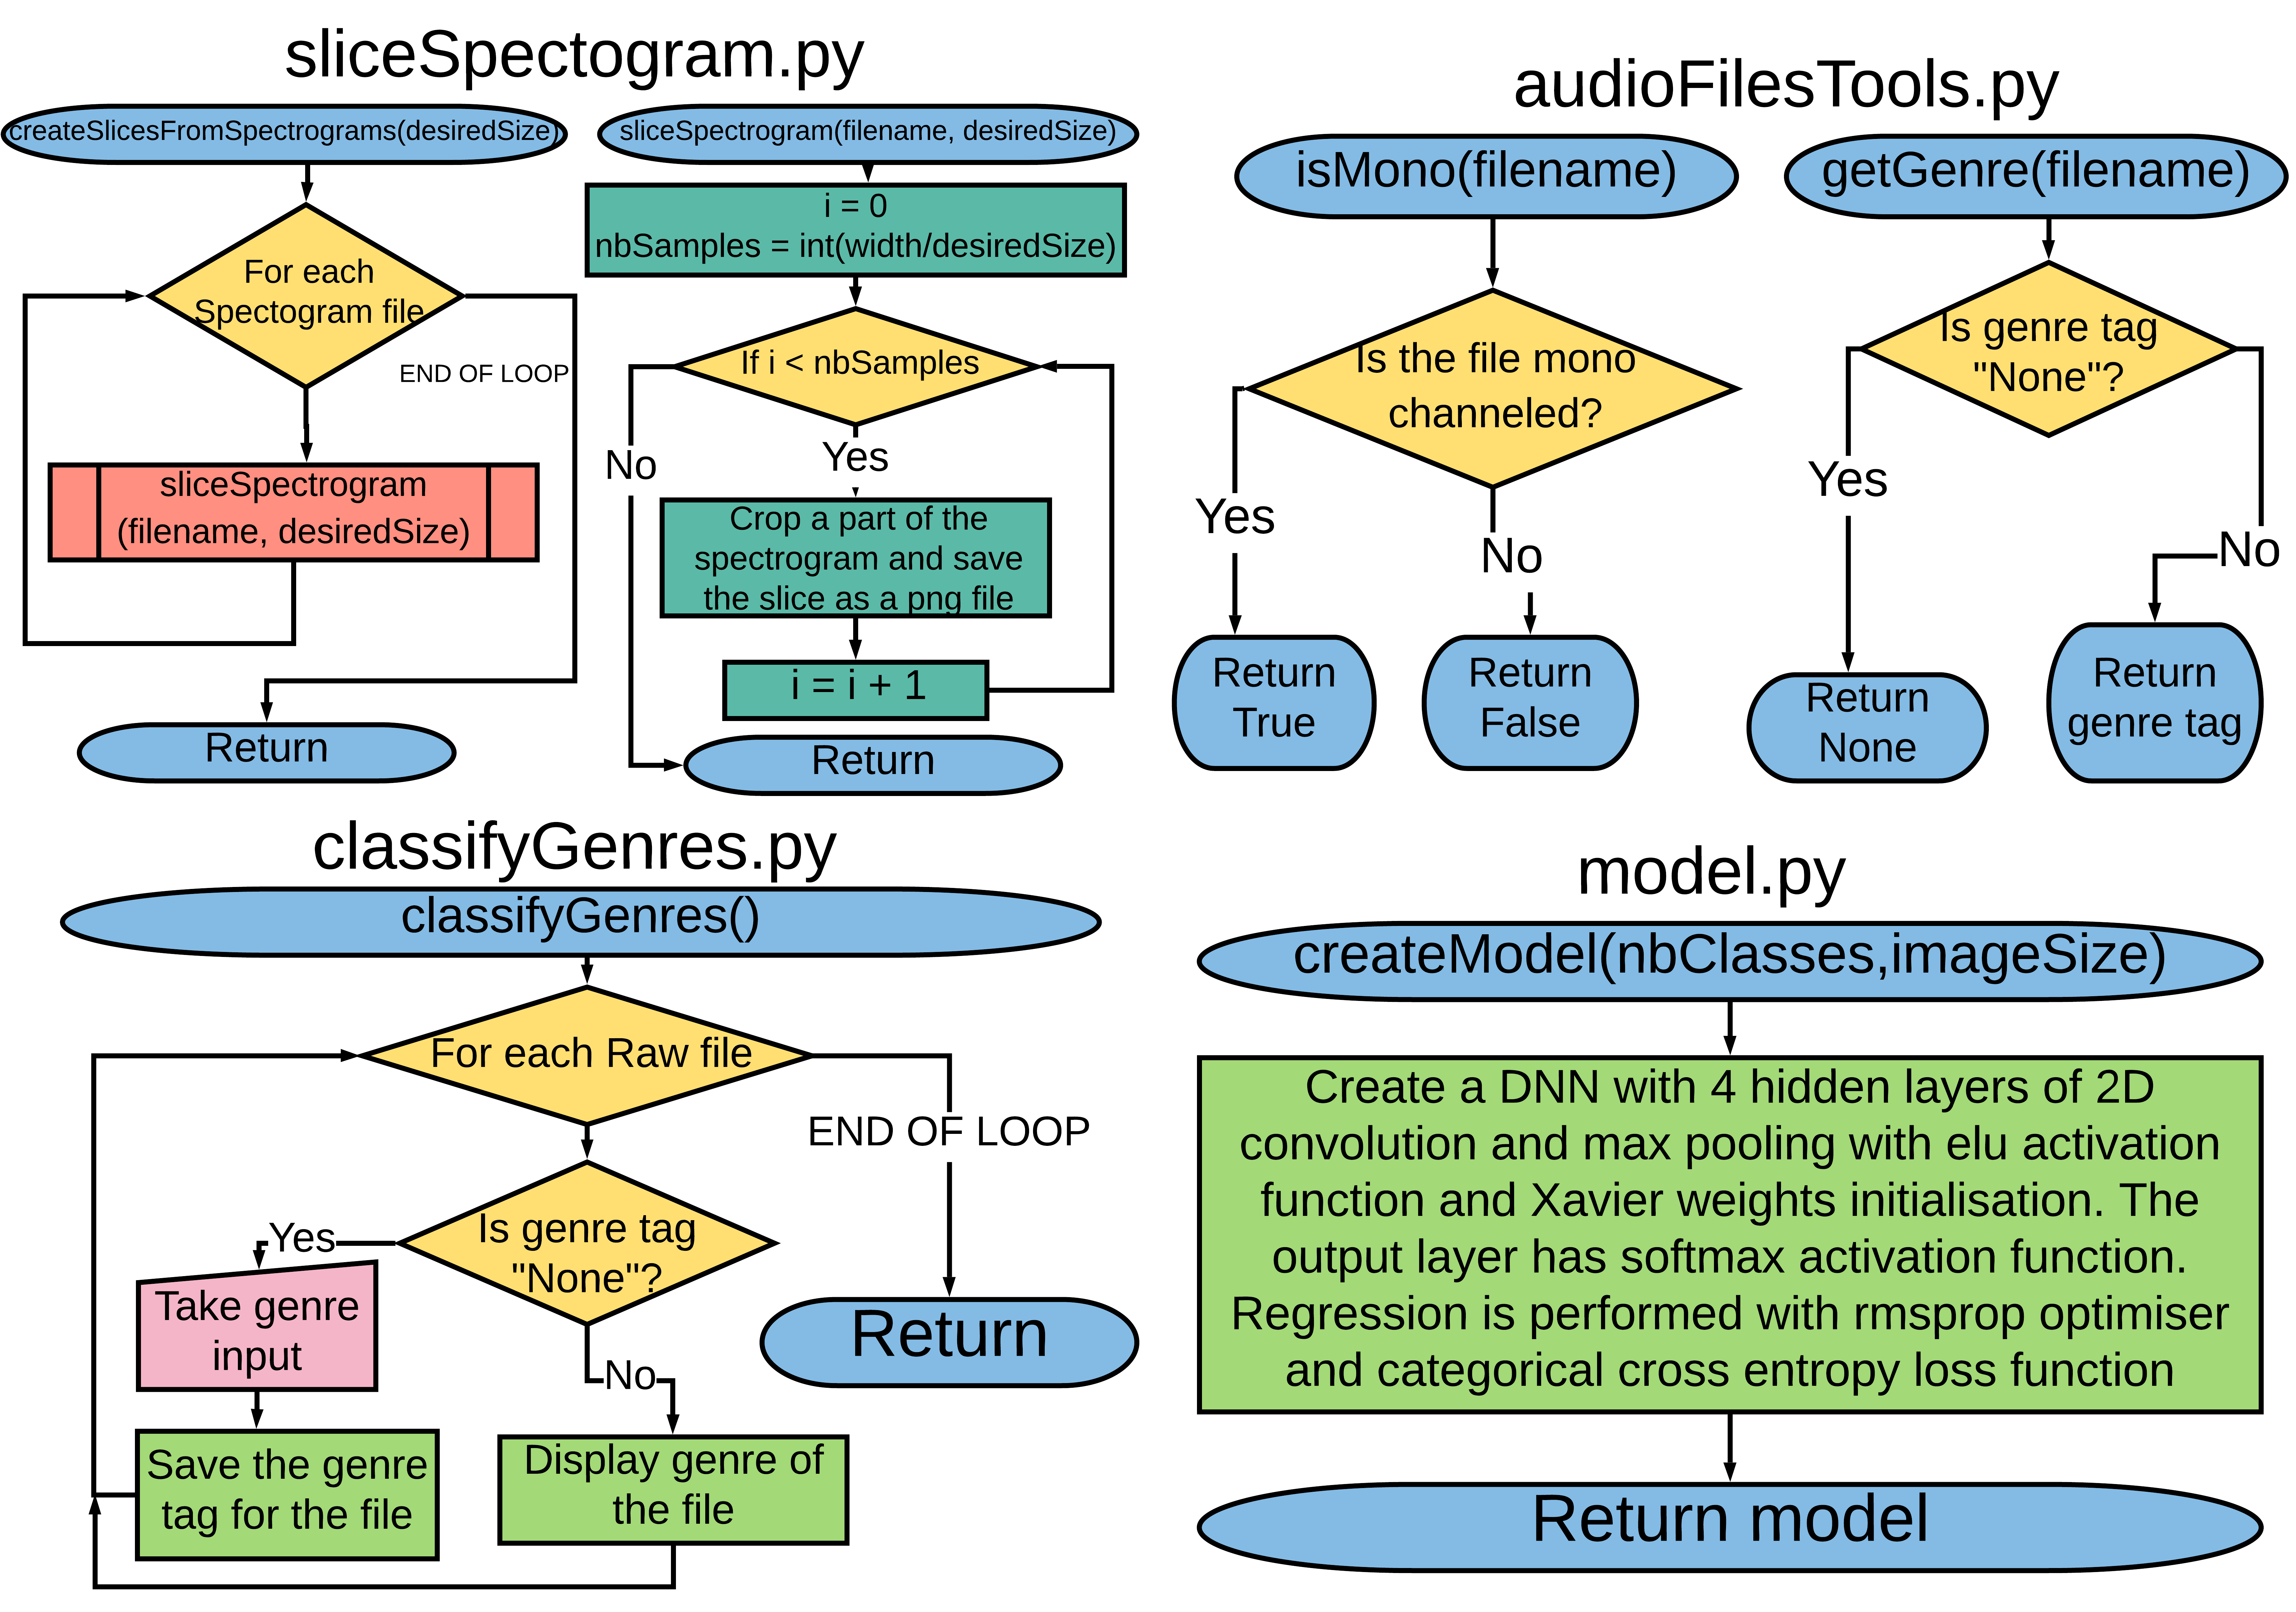 sliceSpectogram.py
createSlicesFromSpectrograms(desiredSize)
For each
Spectogram file
END OF LOOP
sliceSpectrogram
(filename, desiredSize)
Return
sliceSpectrogram(filename, desiredSize)
i = 0
nbSamples = int(width/desiredSize)
If i < nbSamples
No
Yes
Crop a part of the
spectrogram and save
the slice as a png file
i = i + 1
Return
audioFilesTools.py
isMono(filename)
Is the file mono
channeled?
Yes
No
Return
True
Return
False
getGenre(filename)
Is genre tag
"None"?
Yes
No
Return
None
Return
genre tag
classifyGenres.py
classifyGenres()
For each Raw file
END OF LOOP
Is genre tag
"None"?
Yes
Take genre
input
No
Return
Save the genre
tag for the file
Display genre of
the file
model.py
createModel(nbClasses,imageSize)
Create a DNN with 4 hidden layers of 2D
convolution and max pooling with elu activation
function and Xavier weights initialisation. The
output layer has softmax activation function.
Regression is performed with rmsprop optimiser
and categorical cross entropy loss function
Return model